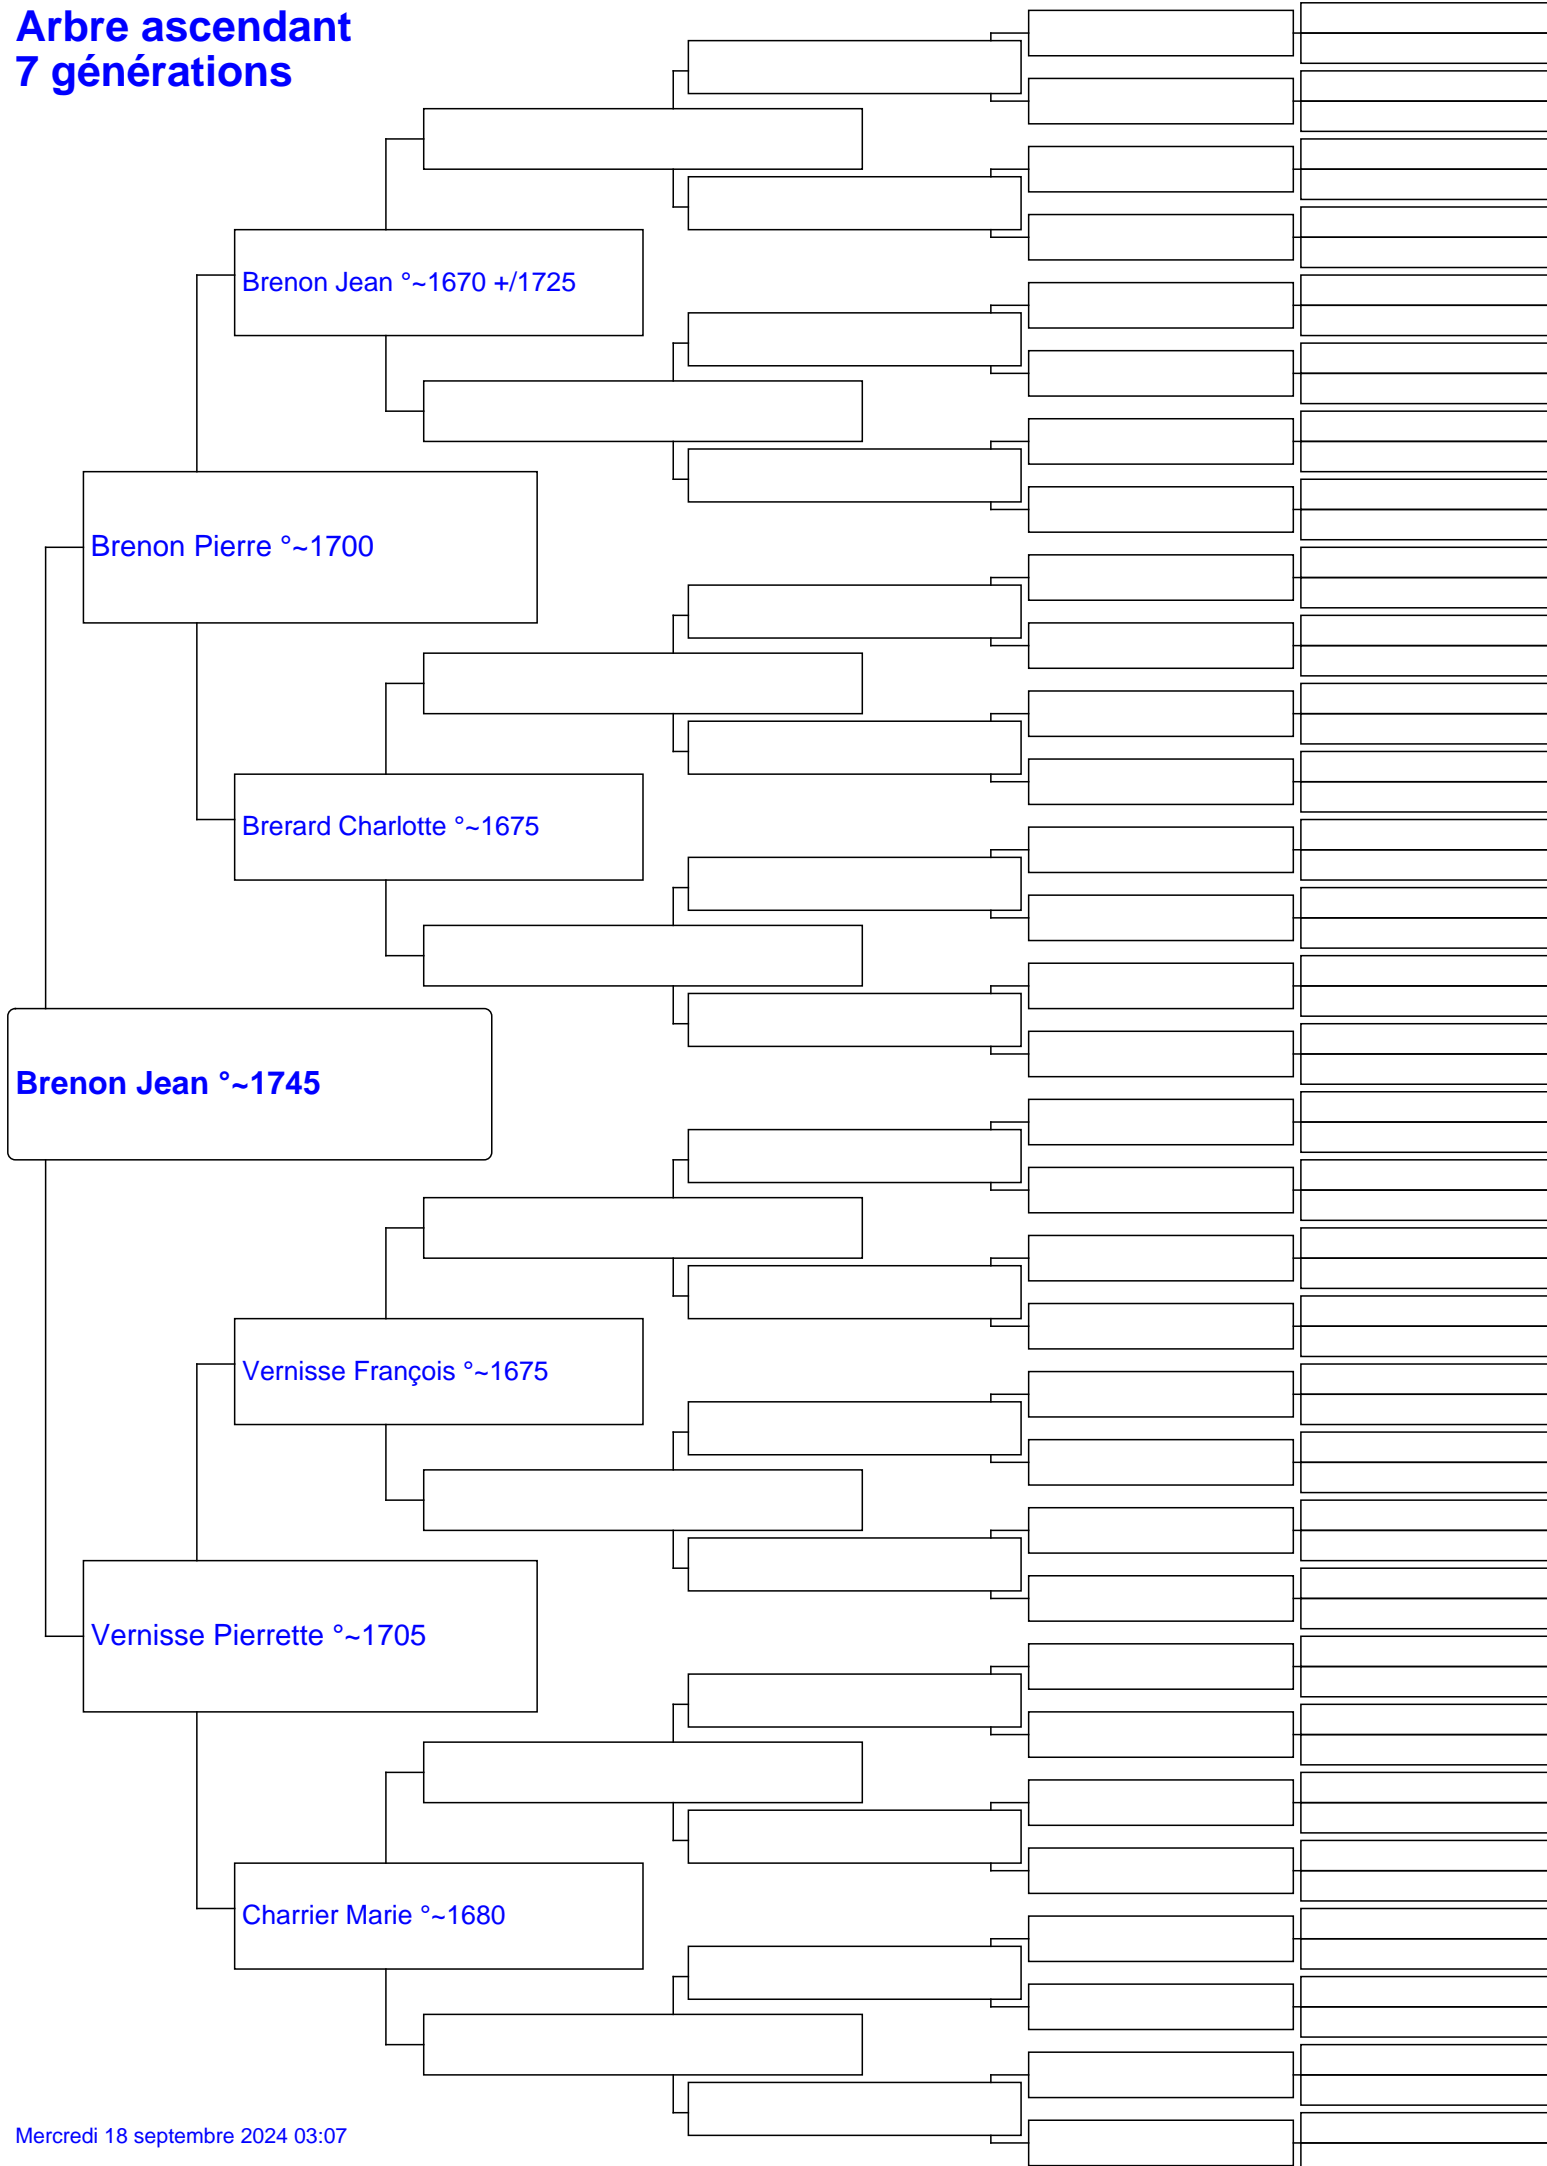 Arbre ascendant
7 générations
Brenon Jean °~1670 +/1725
Brenon Pierre °~1700
Brerard Charlotte °~1675
Brenon Jean °~1745
Vernisse François °~1675
Vernisse Pierrette °~1705
Charrier Marie °~1680
Mercredi 18 septembre 2024 03:07